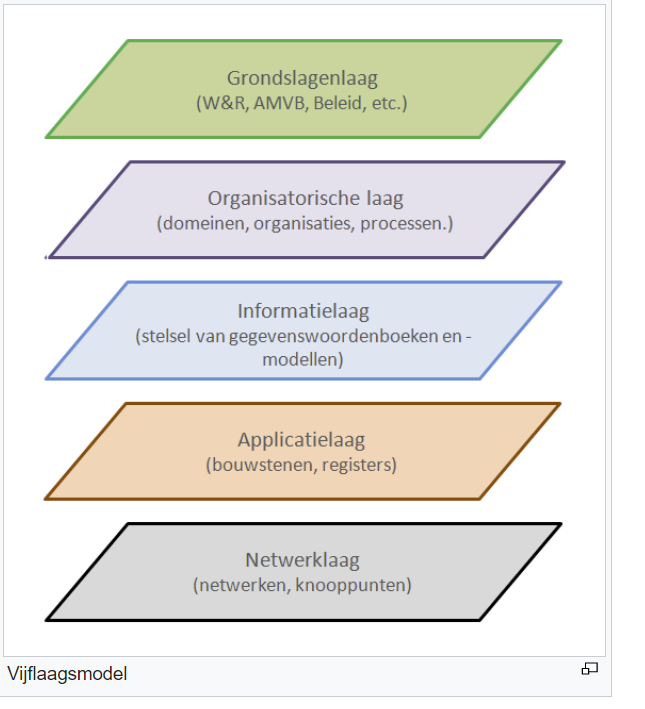 Grondslagenlaag
(W&R, AMVB, Beleid, etc.)
Organisatorische laag
(domeinen, organisaties, processen.)
Informatielaag
(stelsel van gegevenswoordenboeken en -
modellen)
Applicatielaag
(bouwstenen, registers)
Netwerklaag
(netwerken, knooppunten)
Vijflaagsmodel